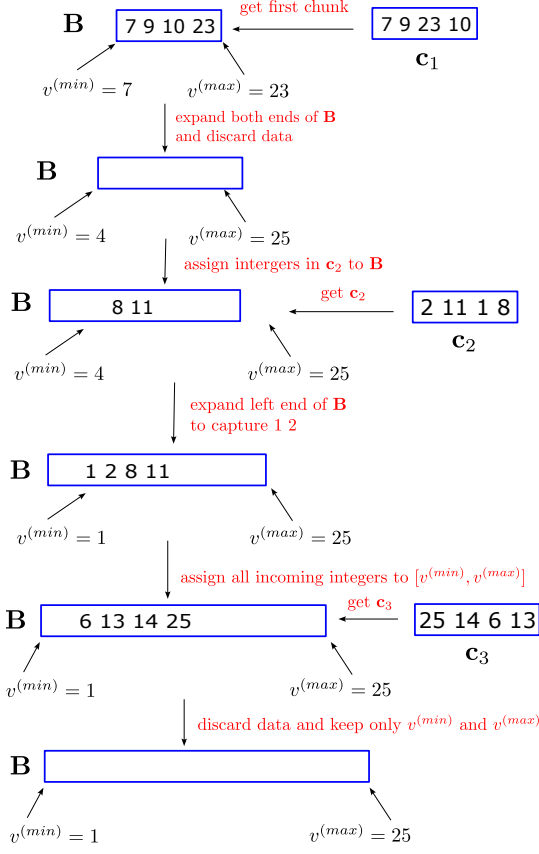 get first chunk
B 7 9 10 23 7 9 23 10
c₁
v⁽ᵐⁱⁿ⁾ = 7 v⁽ᵐᵃˣ⁾ = 23
expand both ends of B
and discard data
B
v⁽ᵐⁱⁿ⁾ = 4 v⁽ᵐᵃˣ⁾ = 25
assign intergers in c₂ to B
get c₂
B 8 11 2 11 1 8
c₂
v⁽ᵐⁱⁿ⁾ = 4 v⁽ᵐᵃˣ⁾ = 25
expand left end of B
to capture 1 2
B 1 2 8 11
v⁽ᵐⁱⁿ⁾ = 1 v⁽ᵐᵃˣ⁾ = 25
assign all incoming integers to [v⁽ᵐⁱⁿ⁾, v⁽ᵐᵃˣ⁾]
get c₃
B 6 13 14 25 25 14 6 13
c₃
v⁽ᵐⁱⁿ⁾ = 1 v⁽ᵐᵃˣ⁾ = 25
discard data and keep only v⁽ᵐⁱⁿ⁾ and v⁽ᵐᵃˣ⁾
B
v⁽ᵐⁱⁿ⁾ = 1 v⁽ᵐᵃˣ⁾ = 25